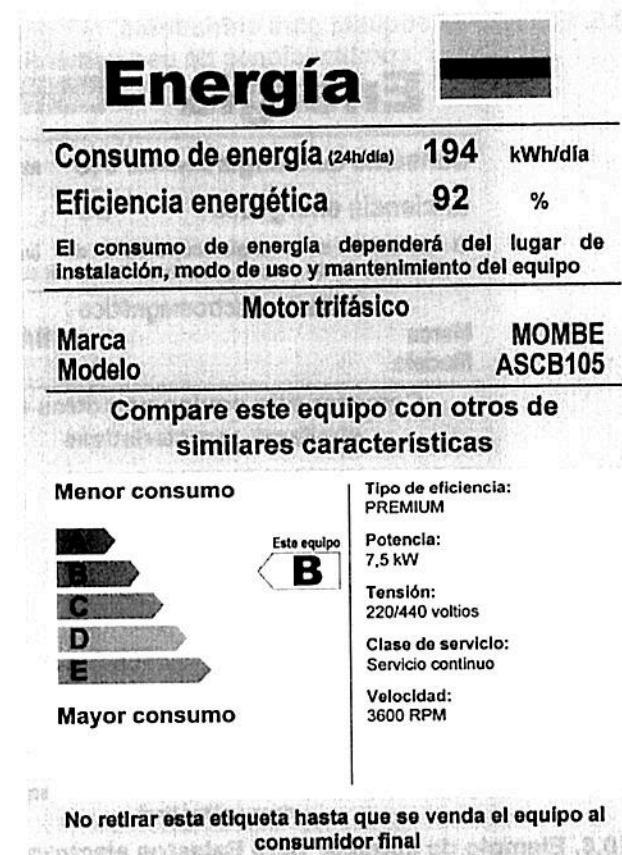 Energía
Consumo de energía (24h/día) 194 kWh/día
Eficiencia energética 92 %
El consumo de energía dependerá del lugar de
instalación, modo de uso y mantenimiento del equipo
Motor trifásico
Marca MOMBE
Modelo ASCB105
Compare este equipo con otros de
similares características
Menor consumo
A
B
C
D
E
Mayor consumo
Este equipo
B
Tipo de eficiencia:
PREMIUM
Potencia:
7,5 kW
Tensión:
220/440 voltios
Clase de servicio:
Servicio continuo
Velocidad:
3600 RPM
No retirar esta etiqueta hasta que se venda el equipo al
consumidor final